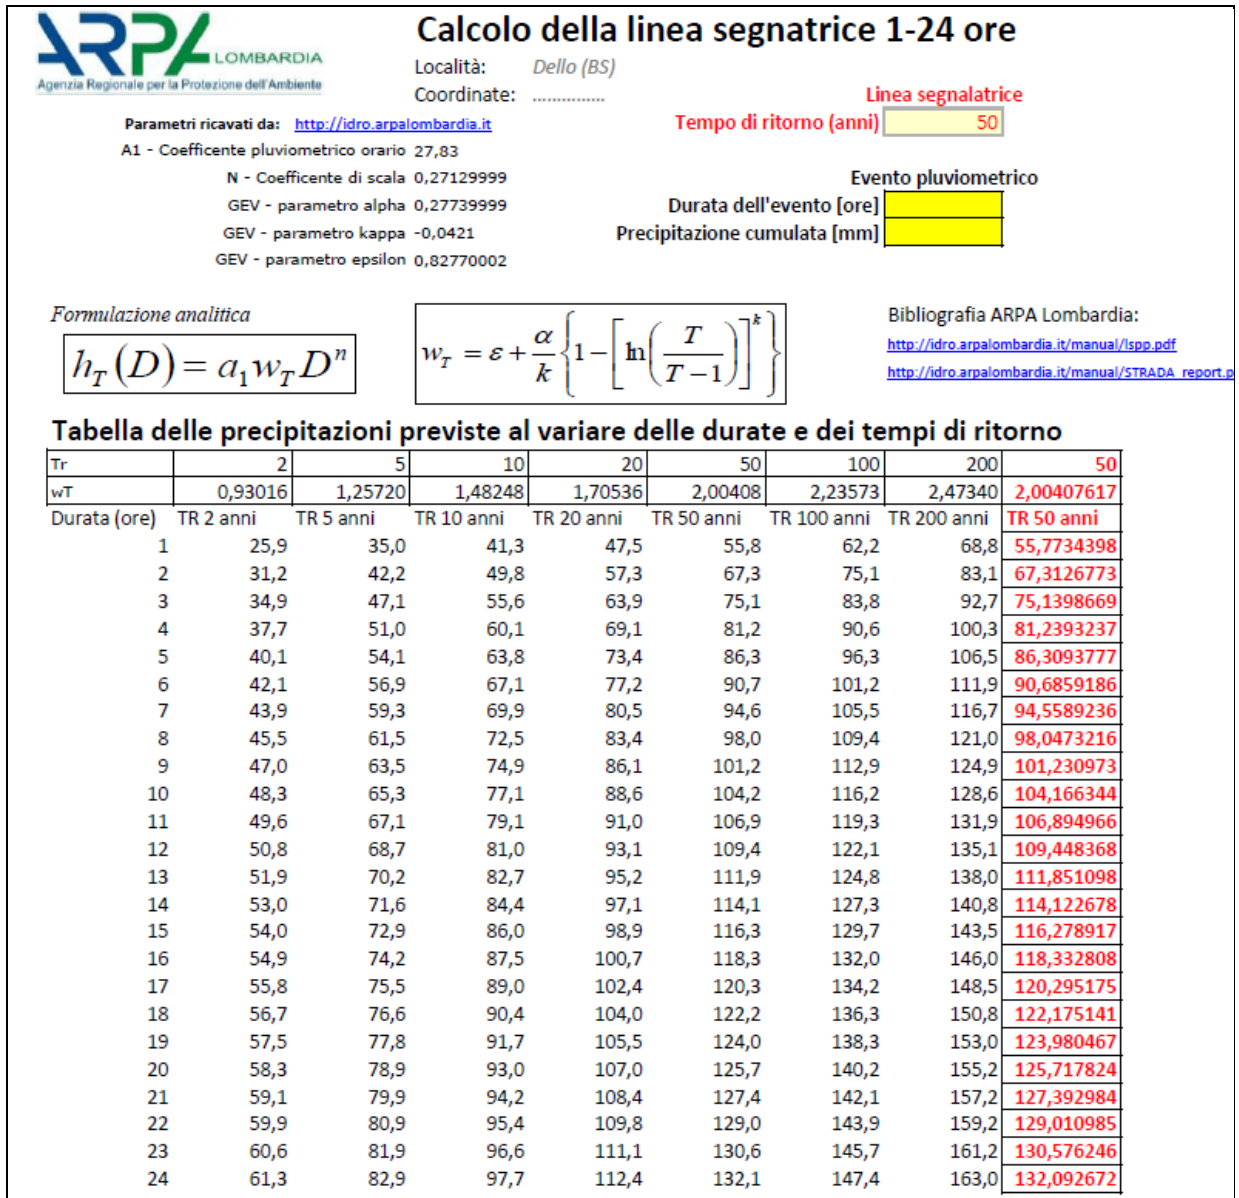 ARPA LOMBARDIA
Agenzia Regionale per la Protezione dell'Ambiente
Calcolo della linea segnatrice 1-24 ore
Località: Dello (BS)
Coordinate: ...............
Linea segnalatrice
Tempo di ritorno (anni) 50
Parametri ricavati da: http://idro.arpalombardia.it
A1 - Coefficente pluviometrico orario 27,83
N - Coefficente di scala 0,27129999
GEV - parametro alpha 0,27739999
GEV - parametro kappa -0,0421
GEV - parametro epsilon 0,82770002
Evento pluviometrico
Durata dell'evento [ore]
Precipitazione cumulata [mm]
Formulazione analitica
h_T(D) = a_1 w_T D^n
w_T = ε + α/k {1 − [ln(T/(T−1))]^k}
Bibliografia ARPA Lombardia:
http://idro.arpalombardia.it/manual/lspp.pdf
http://idro.arpalombardia.it/manual/STRADA_report.p
Tabella delle precipitazioni previste al variare delle durate e dei tempi di ritorno
Tr 2 5 10 20 50 100 200 50
wT 0,93016 1,25720 1,48248 1,70536 2,00408 2,23573 2,47340 2,00407617
Durata (ore) TR 2 anni TR 5 anni TR 10 anni TR 20 anni TR 50 anni TR 100 anni TR 200 anni TR 50 anni
1 25,9 35,0 41,3 47,5 55,8 62,2 68,8 55,7734398
2 31,2 42,2 49,8 57,3 67,3 75,1 83,1 67,3126773
3 34,9 47,1 55,6 63,9 75,1 83,8 92,7 75,1398669
4 37,7 51,0 60,1 69,1 81,2 90,6 100,3 81,2393237
5 40,1 54,1 63,8 73,4 86,3 96,3 106,5 86,3093777
6 42,1 56,9 67,1 77,2 90,7 101,2 111,9 90,6859186
7 43,9 59,3 69,9 80,5 94,6 105,5 116,7 94,5589236
8 45,5 61,5 72,5 83,4 98,0 109,4 121,0 98,0473216
9 47,0 63,5 74,9 86,1 101,2 112,9 124,9 101,230973
10 48,3 65,3 77,1 88,6 104,2 116,2 128,6 104,166344
11 49,6 67,1 79,1 91,0 106,9 119,3 131,9 106,894966
12 50,8 68,7 81,0 93,1 109,4 122,1 135,1 109,448368
13 51,9 70,2 82,7 95,2 111,9 124,8 138,0 111,851098
14 53,0 71,6 84,4 97,1 114,1 127,3 140,8 114,122678
15 54,0 72,9 86,0 98,9 116,3 129,7 143,5 116,278917
16 54,9 74,2 87,5 100,7 118,3 132,0 146,0 118,332808
17 55,8 75,5 89,0 102,4 120,3 134,2 148,5 120,295175
18 56,7 76,6 90,4 104,0 122,2 136,3 150,8 122,175141
19 57,5 77,8 91,7 105,5 124,0 138,3 153,0 123,980467
20 58,3 78,9 93,0 107,0 125,7 140,2 155,2 125,717824
21 59,1 79,9 94,2 108,4 127,4 142,1 157,2 127,392984
22 59,9 80,9 95,4 109,8 129,0 143,9 159,2 129,010985
23 60,6 81,9 96,6 111,1 130,6 145,7 161,2 130,576246
24 61,3 82,9 97,7 112,4 132,1 147,4 163,0 132,092672